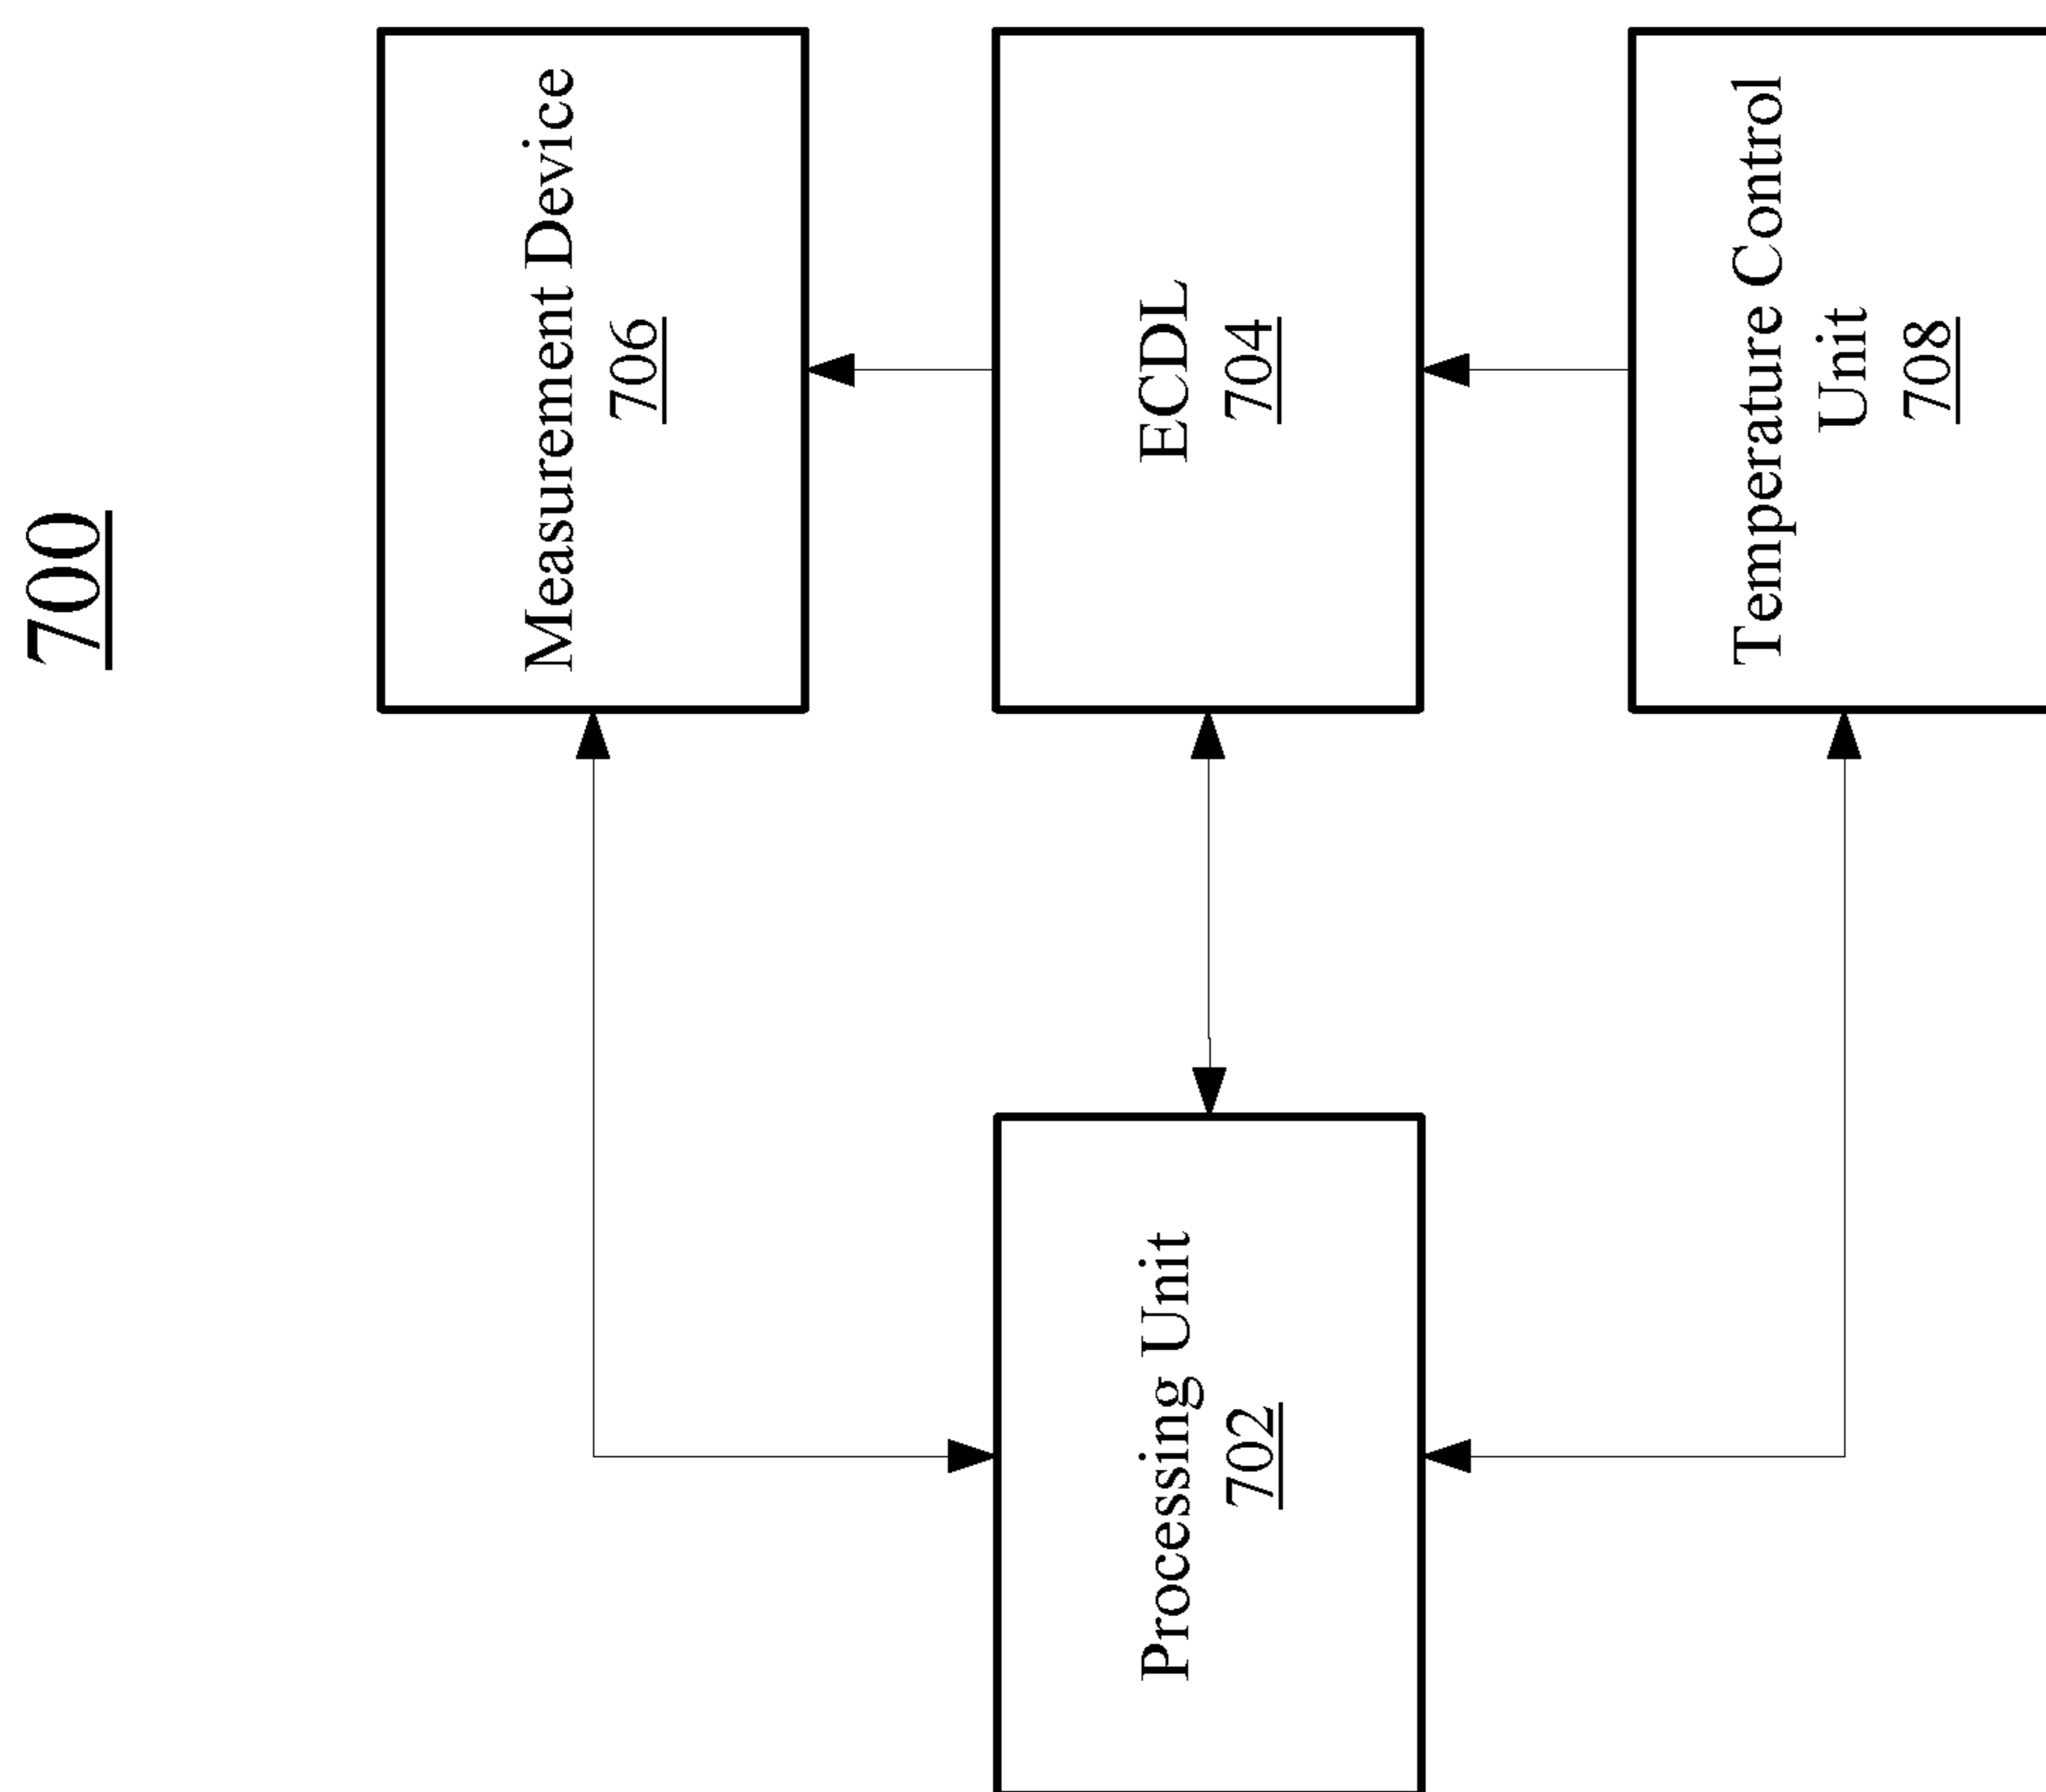 700
Measurement Device
706
ECDL
704
Temperature Control
Unit
708
Processing Unit
702